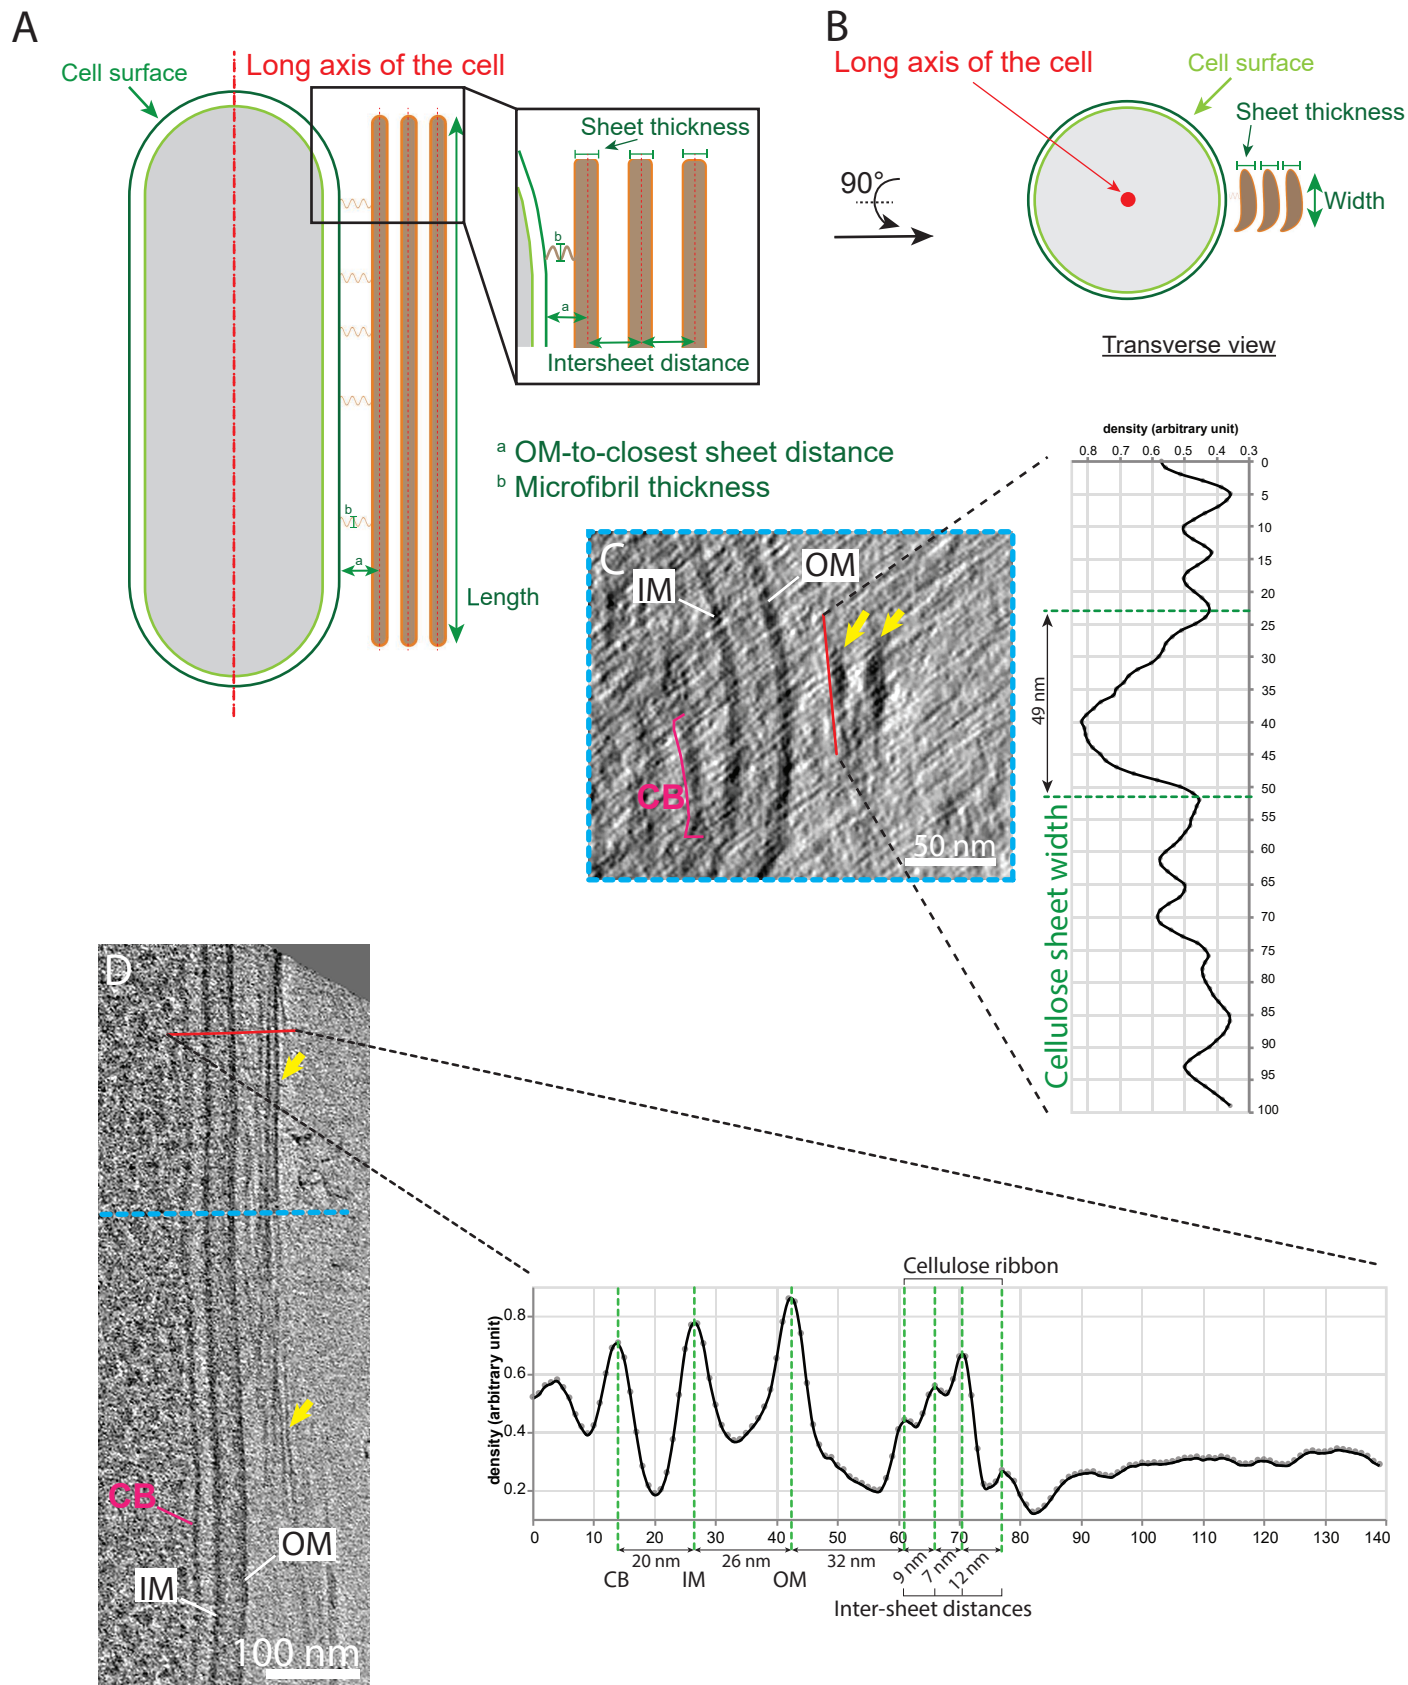 A
Cell surface
Long axis of the cell
Sheet thickness
b
a
Intersheet distance
b
a
Length
a OM-to-closest sheet distance
b Microfibril thickness
B
Long axis of the cell
Cell surface
Sheet thickness
90°
Width
Transverse view
density (arbitrary unit)
0.8 0.7 0.6 0.5 0.4 0.3
0
5
10
15
20
25
30
35
40
45
50
55
60
65
70
75
80
85
90
95
100
49 nm
Cellulose sheet width
C
IM
OM
CB
50 nm
D
CB
IM
OM
100 nm
Cellulose ribbon
density (arbitrary unit)
0.8
0.6
0.4
0.2
0 10 20 30 40 50 60 70 80 90 100 110 120 130 140
20 nm 26 nm 32 nm 9 nm 7 nm 12 nm
CB IM OM
Inter-sheet distances